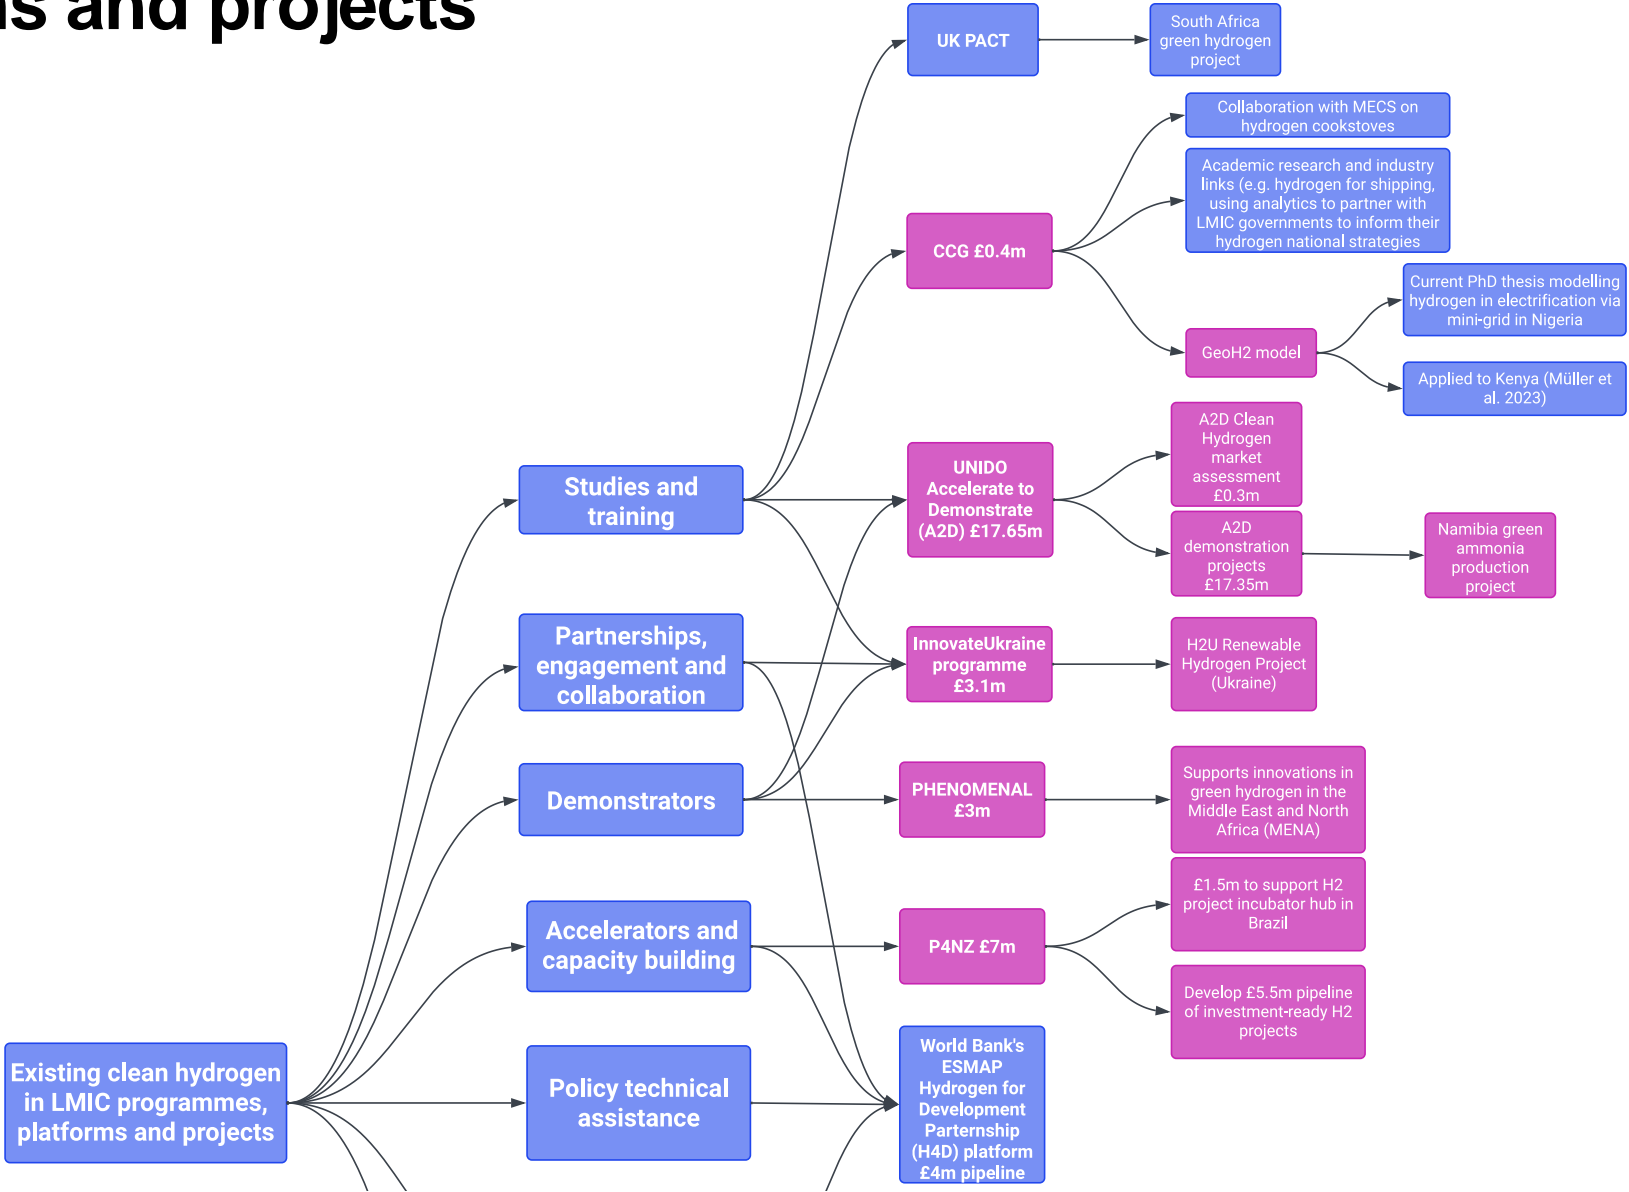 ns and projects
UK PACT
South Africa
green hydrogen
project
Collaboration with MECS on
hydrogen cookstoves
Academic research and industry
links (e.g. hydrogen for shipping,
using analytics to partner with
LMIC governments to inform their
hydrogen national strategies
CCG £0.4m
Current PhD thesis modelling
hydrogen in electrification via
mini-grid in Nigeria
GeoH2 model
Applied to Kenya (Müller et
al. 2023)
A2D Clean
Hydrogen
market
assessment
£0.3m
Studies and
training
UNIDO
Accelerate to
Demonstrate
(A2D) £17.65m
A2D
demonstration
projects
£17.35m
Namibia green
ammonia
production
project
Partnerships,
engagement and
collaboration
InnovateUkraine
programme
£3.1m
H2U Renewable
Hydrogen Project
(Ukraine)
Demonstrators
PHENOMENAL
£3m
Supports innovations in
green hydrogen in the
Middle East and North
Africa (MENA)
£1.5m to support H2
project incubator hub in
Brazil
Accelerators and
capacity building
P4NZ £7m
Develop £5.5m pipeline
of investment-ready H2
projects
Existing clean hydrogen
in LMIC programmes,
platforms and projects
Policy technical
assistance
World Bank's
ESMAP
Hydrogen for
Development
Parternship
(H4D) platform
£4m pipeline